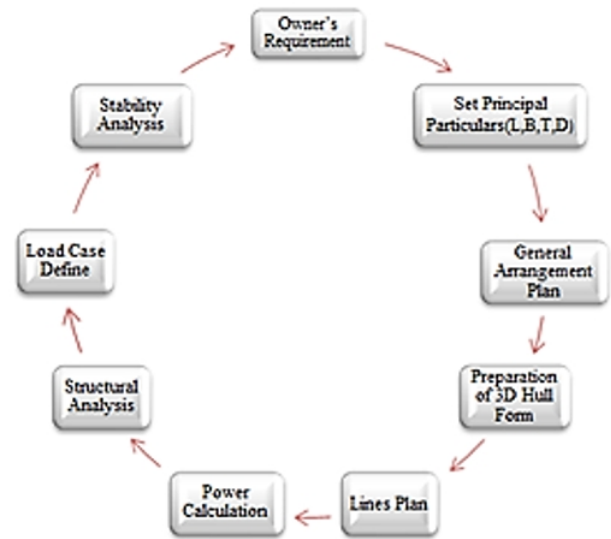 Owner's
Requirement
Set Principal
Particulars(L,B,T,D)
General
Arrangement
Plan
Preparation
of 3D Hull
Form
Lines Plan
Power
Calculation
Structural
Analysis
Load Case
Define
Stability
Analysis